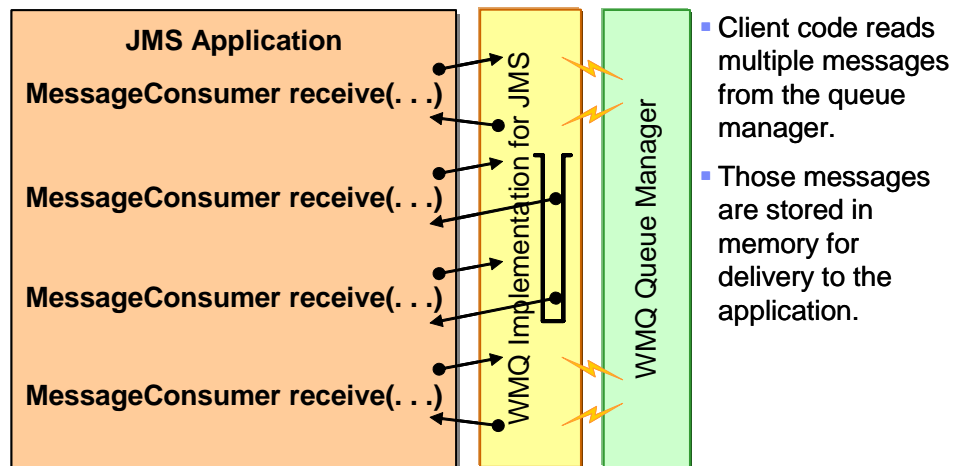 JMS Application
MessageConsumer receive(. . .)
MessageConsumer receive(. . .)
MessageConsumer receive(. . .)
MessageConsumer receive(. . .)
WMQ Implementation for JMS
WMQ Queue Manager
Client code reads
multiple messages
from the queue
manager.
Those messages
are stored in
memory for
delivery to the
application.